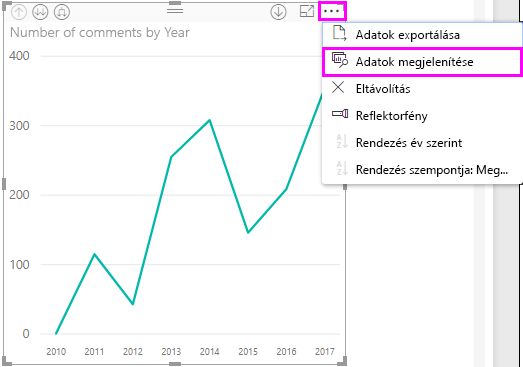 Number of comments by Year
400
300
200
100
0
2010 2011 2012 2013 2014 2015 2016 2017
Adatok exportálása
Adatok megjelenítése
Eltávolítás
Reflektorfény
Rendezés év szerint
Rendezés szempontja: Meg...